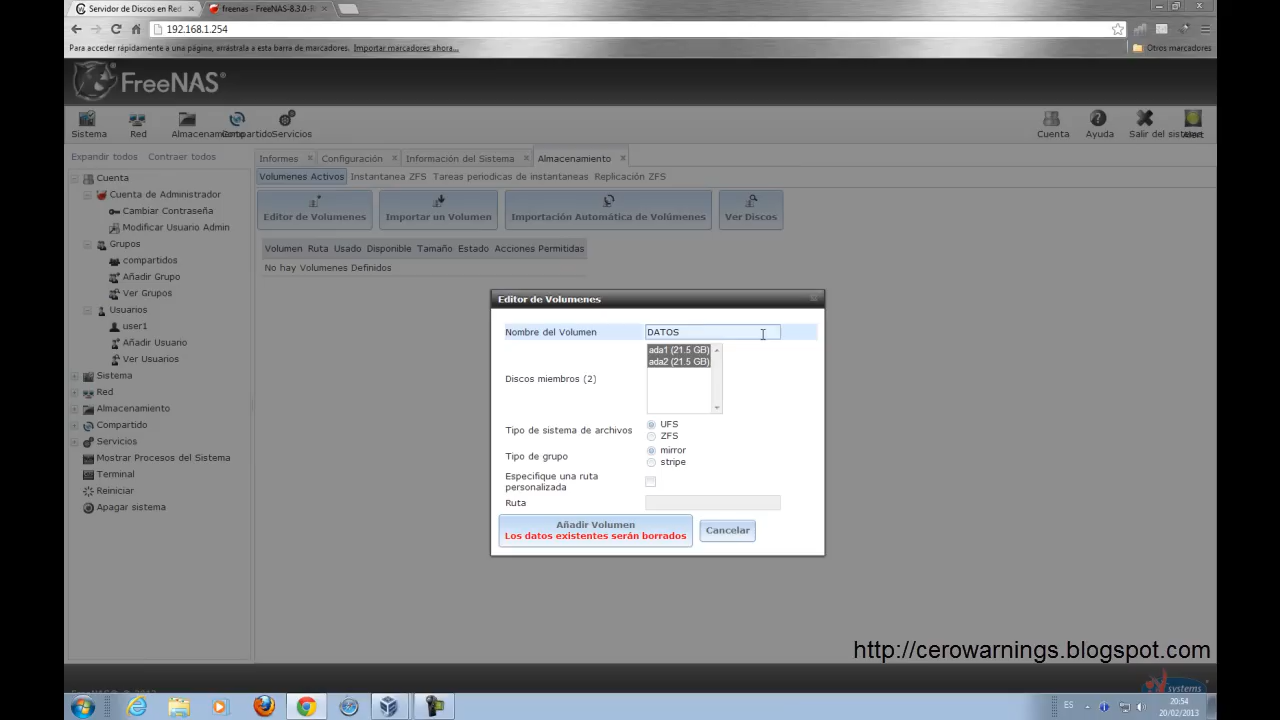 Servidor de Discos en Red
freenas - FreeNAS-8.3.0-R
192.168.1.254
Para acceder rápidamente a una página, arrástrala a esta barra de marcadores. Importar marcadores ahora...
Otros marcadores
FreeNAS®
Sistema
Red
Almacenamiento
Compartido
Servicios
Cuenta
Ayuda
Salir del sistema
Alert
Expandir todos
Contraer todos
Informes
Configuración
Información del Sistema
Almacenamiento
Cuenta
Cuenta de Administrador
Cambiar Contraseña
Modificar Usuario Admin
Grupos
compartidos
Añadir Grupo
Ver Grupos
Usuarios
user1
Añadir Usuario
Ver Usuarios
Sistema
Red
Almacenamiento
Compartido
Servicios
Mostrar Procesos del Sistema
Terminal
Reiniciar
Apagar sistema
Volumenes Activos
Instantanea ZFS
Tareas periodicas de instantaneas
Replicación ZFS
Editor de Volumenes
Importar un Volumen
Importación Automática de Volúmenes
Ver Discos
Volumen Ruta Usado Disponible Tamaño Estado Acciones Permitidas
No hay Volumenes Definidos
Editor de Volumenes
Nombre del Volumen
DATOS
Discos miembros (2)
ada1 (21.5 GB)
ada2 (21.5 GB)
Tipo de sistema de archivos
UFS
ZFS
Tipo de grupo
mirror
stripe
Especifique una ruta
personalizada
Ruta
Añadir Volumen
Los datos existentes serán borrados
Cancelar
http://cerowarnings.blogspot.com
systems
ES
20:54
20/02/2013